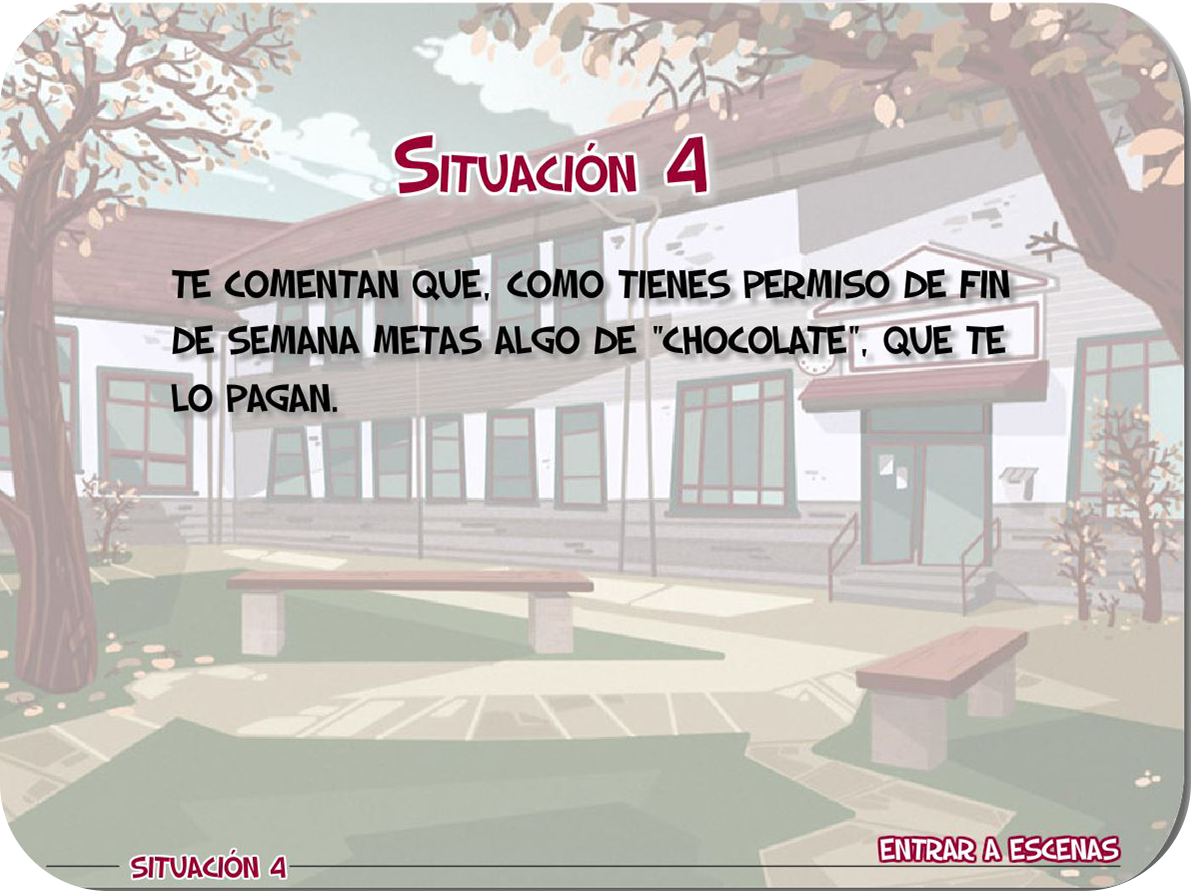 Situación 4
TE COMENTAN QUE, COMO TIENES PERMISO DE FIN
DE SEMANA METAS ALGO DE "CHOCOLATE", QUE TE
LO PAGAN.
SITUACIÓN 4
ENTRAR A ESCENAS